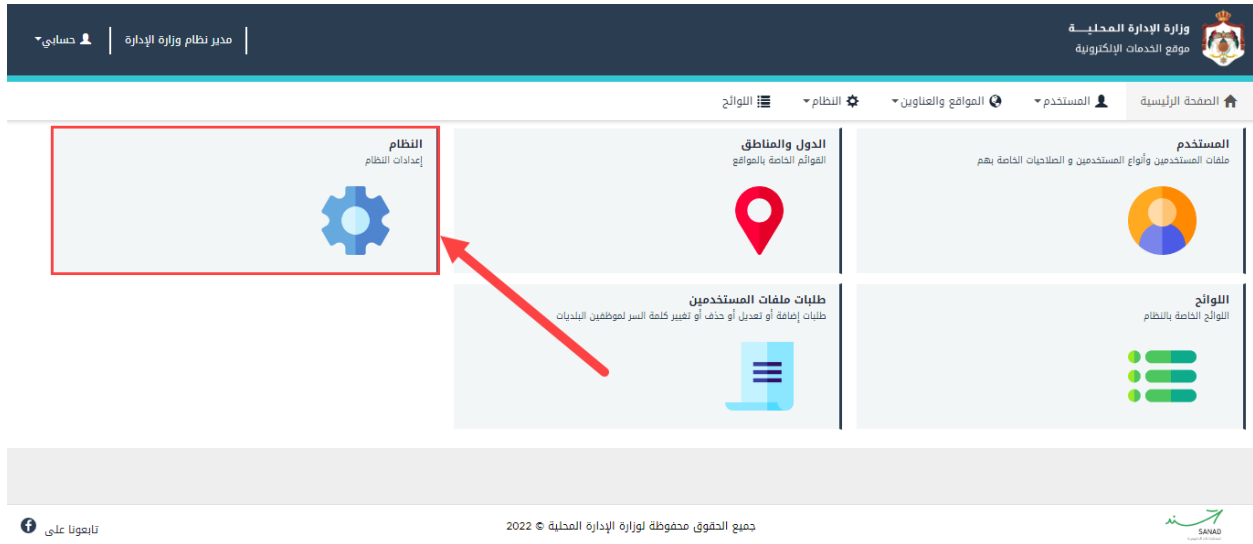 وزارة الإدارة المحليـــة
موقع الخدمات الإلكترونية
مدير نظام وزارة الإدارة
حسابي
الصفحة الرئيسية
المستخدم
المواقع والعناوين
النظام
اللوائح
المستخدم
ملفات المستخدمين وأنواع المستخدمين و الصلاحيات الخاصة بهم
الدول والمناطق
القوائم الخاصة بالمواقع
النظام
إعدادات النظام
اللوائح
اللوائح الخاصة بالنظام
طلبات ملفات المستخدمين
طلبات إضافة أو تعديل أو حذف أو تغيير كلمة السر لموظفين البلديات
سند
SANAD
جميع الحقوق محفوظة لوزارة الإدارة المحلية © 2022
تابعونا على